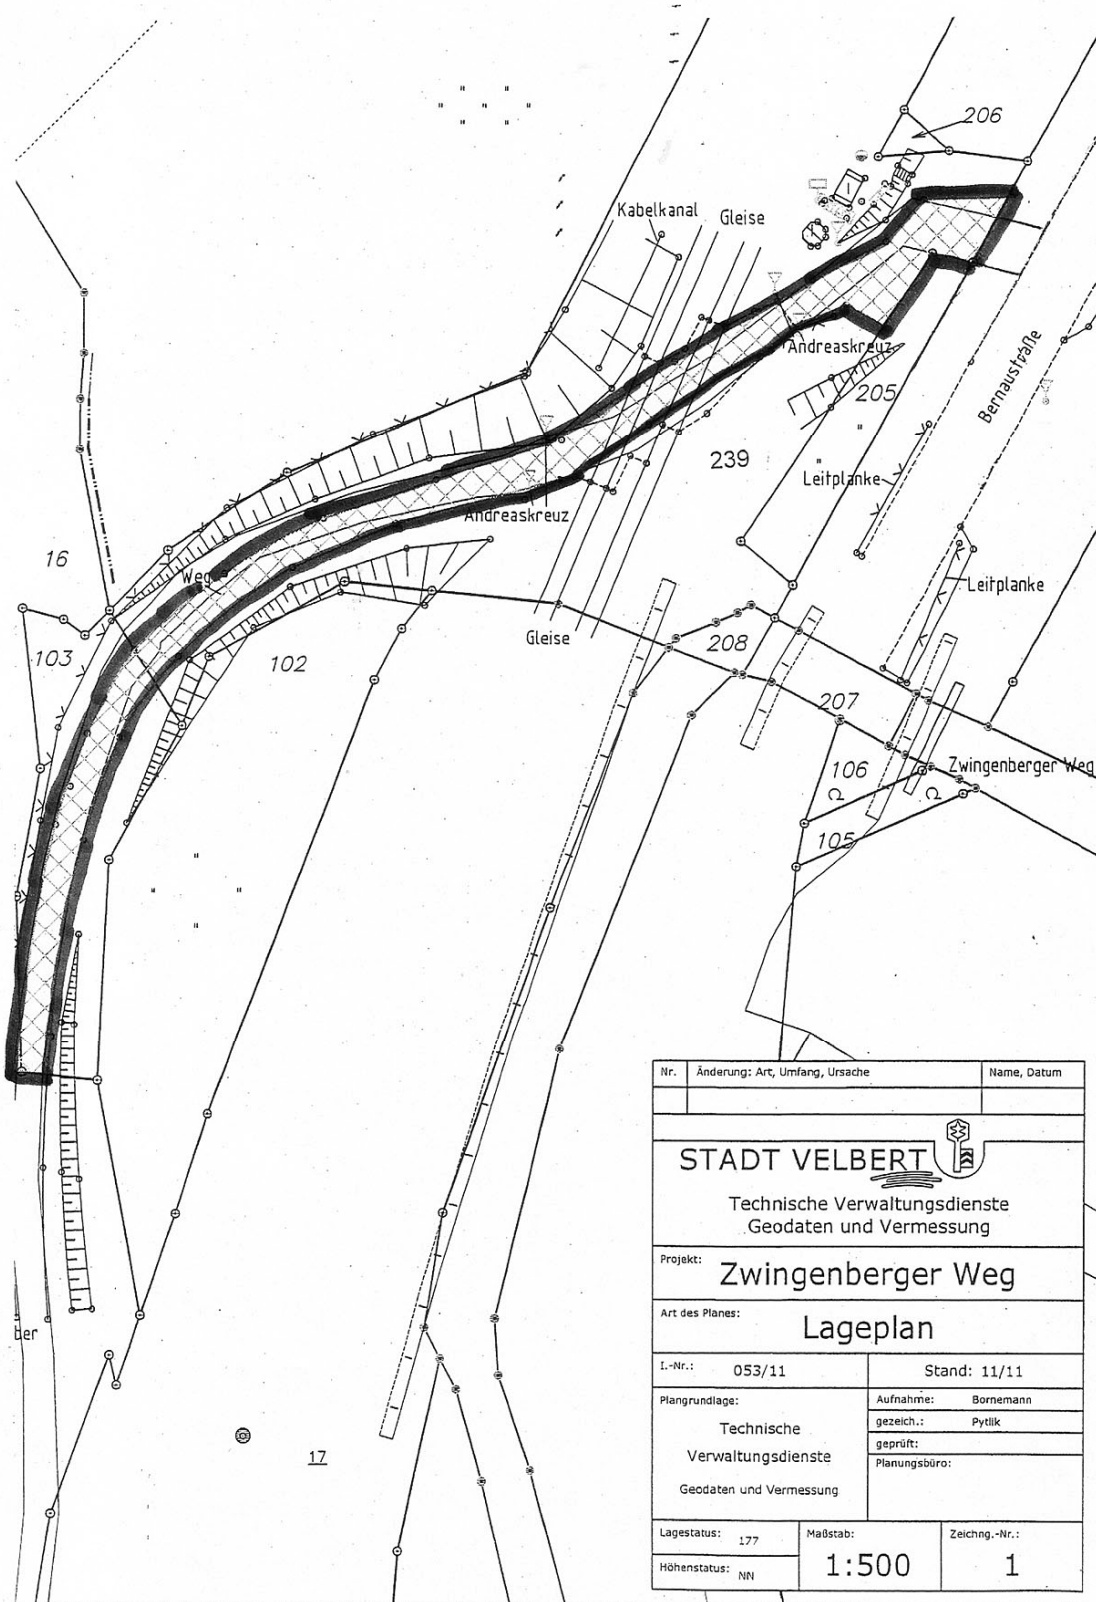 206
Kabelkanal
Gleise
Andreaskreuz
205
Bernaustraße
239
Leitplanke
Andreaskreuz
16
Weg
Leitplanke
103
102
Gleise
208
207
106
Zwingenberger Weg
105
ber
17
Nr.
Änderung: Art, Umfang, Ursache
Name, Datum
STADT VELBERT
Technische Verwaltungsdienste
Geodaten und Vermessung
Projekt:
Zwingenberger Weg
Art des Planes:
Lageplan
I.-Nr.: 053/11
Stand: 11/11
Plangrundlage:
Technische
Verwaltungsdienste
Geodaten und Vermessung
Aufnahme: Bornemann
gezeich.: Pytlik
geprüft:
Planungsbüro:
Lagestatus: 177
Höhenstatus: NN
Maßstab:
1:500
Zeichng.-Nr.:
1